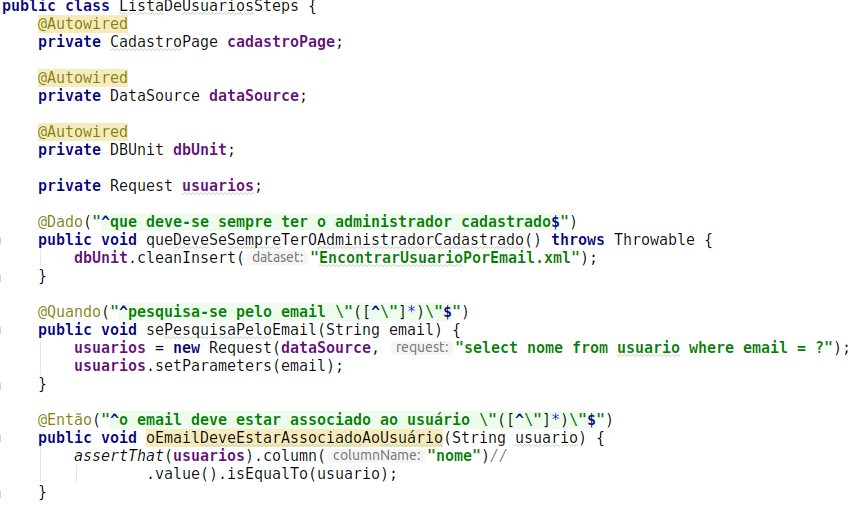 public class ListaDeUsuariosSteps {
@Autowired
private CadastroPage cadastroPage;
@Autowired
private DataSource dataSource;
@Autowired
private DBUnit dbUnit;
private Request usuarios;
@Dado("^que deve-se sempre ter o administrador cadastrado$")
public void queDeveSeSempreTerOAdministradorCadastrado() throws Throwable {
dbUnit.cleanInsert( dataset: "EncontrarUsuarioPorEmail.xml");
}
@Quando("^pesquisa-se pelo email \"([^\"]*)\"$")
public void sePesquisaPeloEmail(String email) {
usuarios = new Request(dataSource, request: "select nome from usuario where email = ?");
usuarios.setParameters(email);
}
@Então("^o email deve estar associado ao usuário \"([^\"]*)\"$")
public void oEmailDeveEstarAssociadoAoUsuário(String usuario) {
assertThat(usuarios).column( columnName: "nome")//
.value().isEqualTo(usuario);
}